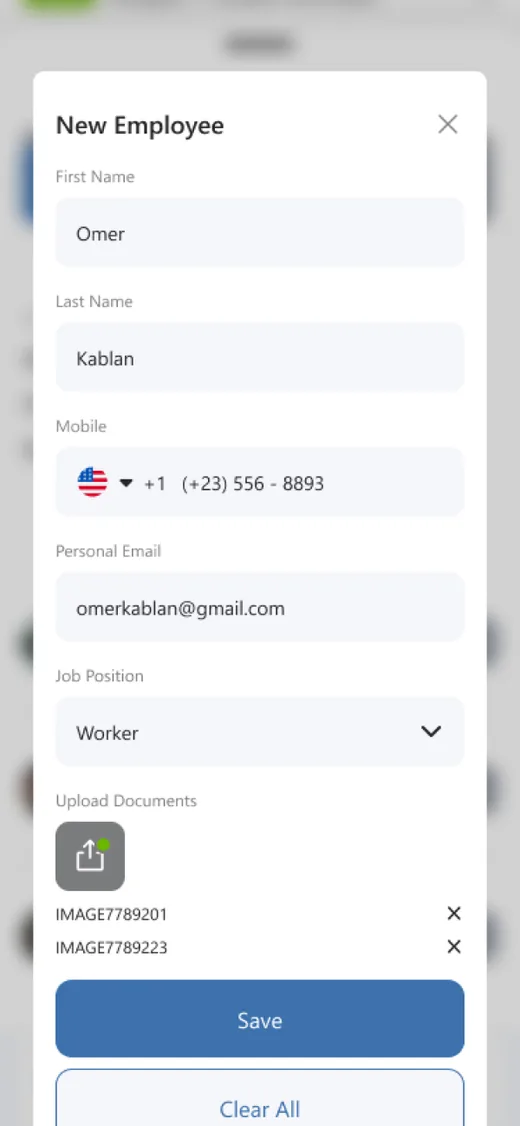 New Employee
First Name
Omer
Last Name
Kablan
Mobile
+1 (+23) 556 - 8893
Personal Email
omerkablan@gmail.com
Job Position
Worker
Upload Documents
IMAGE7789201
IMAGE7789223
Save
Clear All